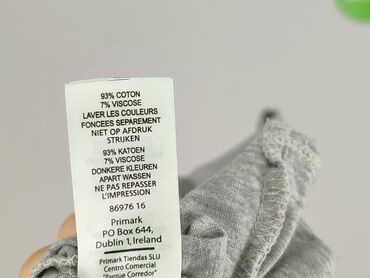 93% COTON
7% VISCOSE
LAVER LES COULEURS
FONCEES SEPAREMENT
NIET OP AFDRUK
STRIJKEN
93% KATOEN
7% VISCOSE
DONKERE KLEUREN
APART WASSEN
NE PAS REPASSER
L'IMPRESSION
86976 16
Primark
PO Box 644,
Dublin 1, Ireland
Primark Tiendas SLU
Centro Comercial
"Parque Corredor"